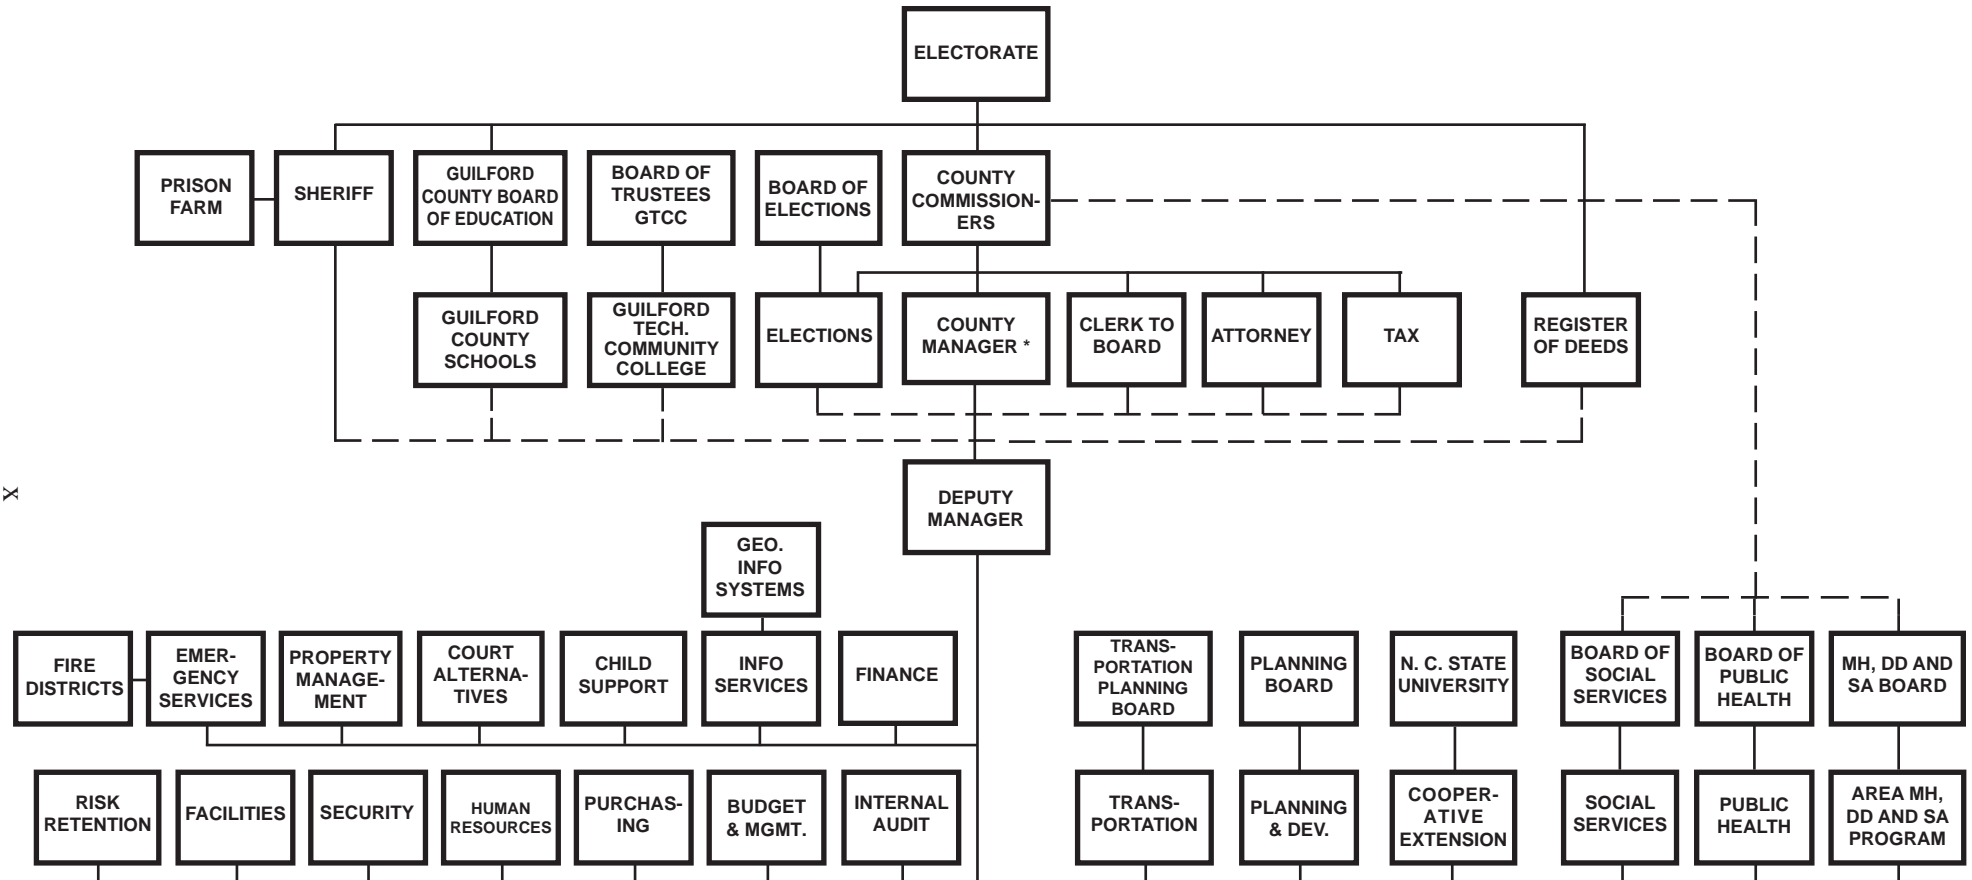 ELECTORATE
PRISON
FARM
SHERIFF
GUILFORD
COUNTY BOARD
OF EDUCATION
BOARD OF
TRUSTEES
GTCC
BOARD OF
ELECTIONS
COUNTY
COMMISSION-
ERS
GUILFORD
COUNTY
SCHOOLS
GUILFORD
TECH.
COMMUNITY
COLLEGE
ELECTIONS
COUNTY
MANAGER *
CLERK TO
BOARD
ATTORNEY
TAX
REGISTER
OF DEEDS
x
DEPUTY
MANAGER
GEO.
INFO
SYSTEMS
FIRE
DISTRICTS
EMER-
GENCY
SERVICES
PROPERTY
MANAGE-
MENT
COURT
ALTERNA-
TIVES
CHILD
SUPPORT
INFO
SERVICES
FINANCE
TRANS-
PORTATION
PLANNING
BOARD
PLANNING
BOARD
N. C. STATE
UNIVERSITY
BOARD OF
SOCIAL
SERVICES
BOARD OF
PUBLIC
HEALTH
MH, DD AND
SA BOARD
RISK
RETENTION
FACILITIES
SECURITY
HUMAN
RESOURCES
PURCHAS-
ING
BUDGET
& MGMT.
INTERNAL
AUDIT
TRANS-
PORTATION
PLANNING
& DEV.
COOPER-
ATIVE
EXTENSION
SOCIAL
SERVICES
PUBLIC
HEALTH
AREA MH,
DD AND SA
PROGRAM